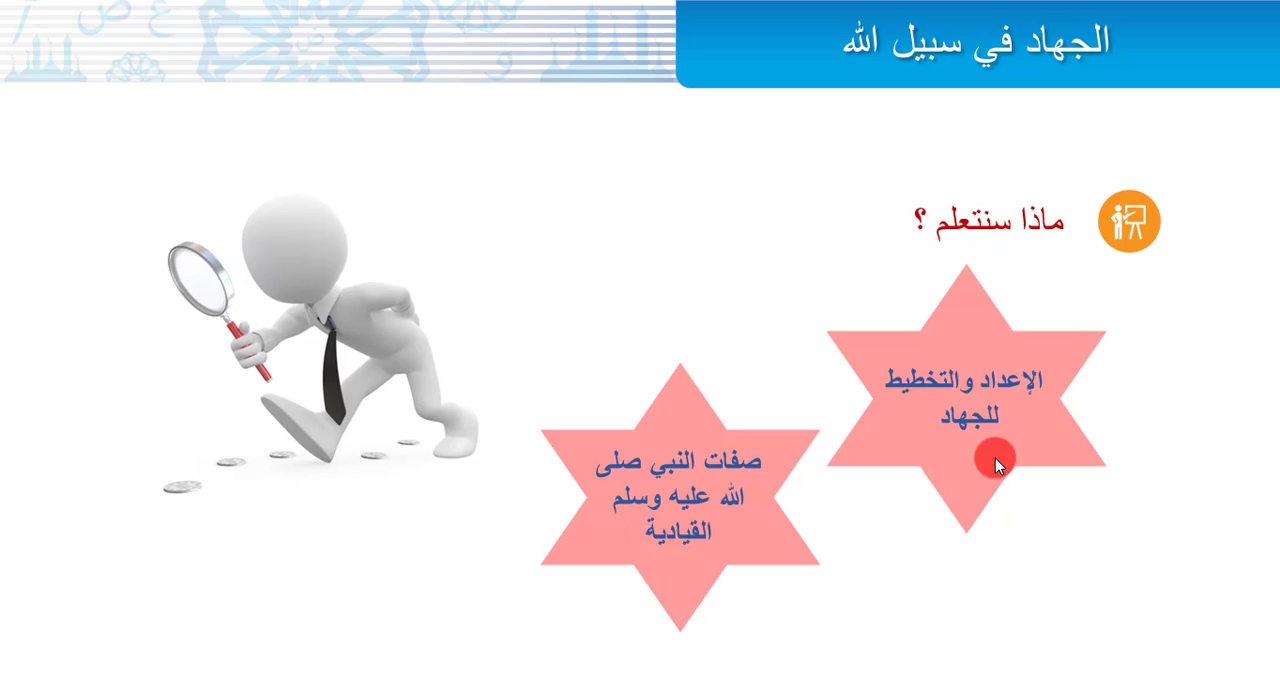 الجهاد في سبيل الله
ماذا سنتعلم ؟
الإعداد والتخطيط
للجهاد
صفات النبي صلى
الله عليه وسلم
القيادية